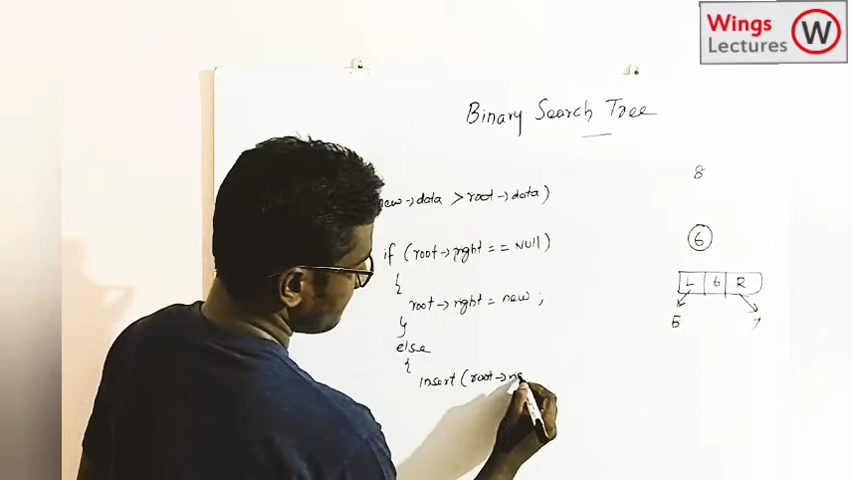 Wings
Lectures
W
Binary Search Tree
new->data > root->data)
8
if (root->right == NULL)
6
{
L 6 R
root->right = new ;
5 7
}
else
{
insert (root->